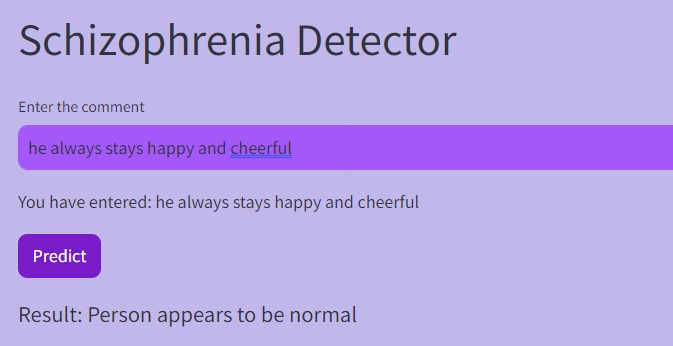 Schizophrenia Detector
Enter the comment
he always stays happy and cheerful
You have entered: he always stays happy and cheerful
Predict
Result: Person appears to be normal